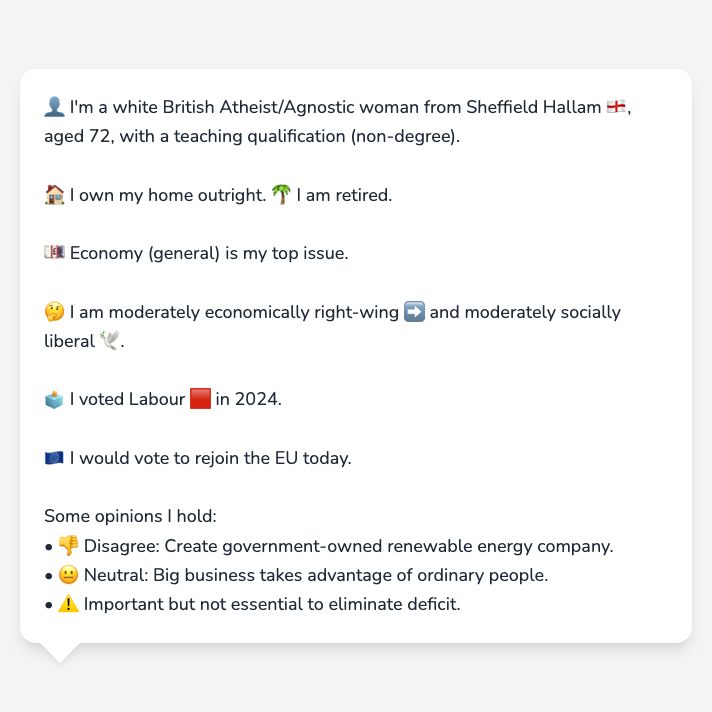 👤 I'm a white British Atheist/Agnostic woman from Sheffield Hallam 🏴󠁧󠁢󠁥󠁮󠁧󠁿,
aged 72, with a teaching qualification (non-degree).
🏠 I own my home outright. 🌴 I am retired.
💷 Economy (general) is my top issue.
🤔 I am moderately economically right-wing ➡️ and moderately socially
liberal 🕊️.
🗳️ I voted Labour 🟥 in 2024.
🇪🇺 I would vote to rejoin the EU today.
Some opinions I hold:
• 👎 Disagree: Create government-owned renewable energy company.
• 😐 Neutral: Big business takes advantage of ordinary people.
• ⚠️ Important but not essential to eliminate deficit.